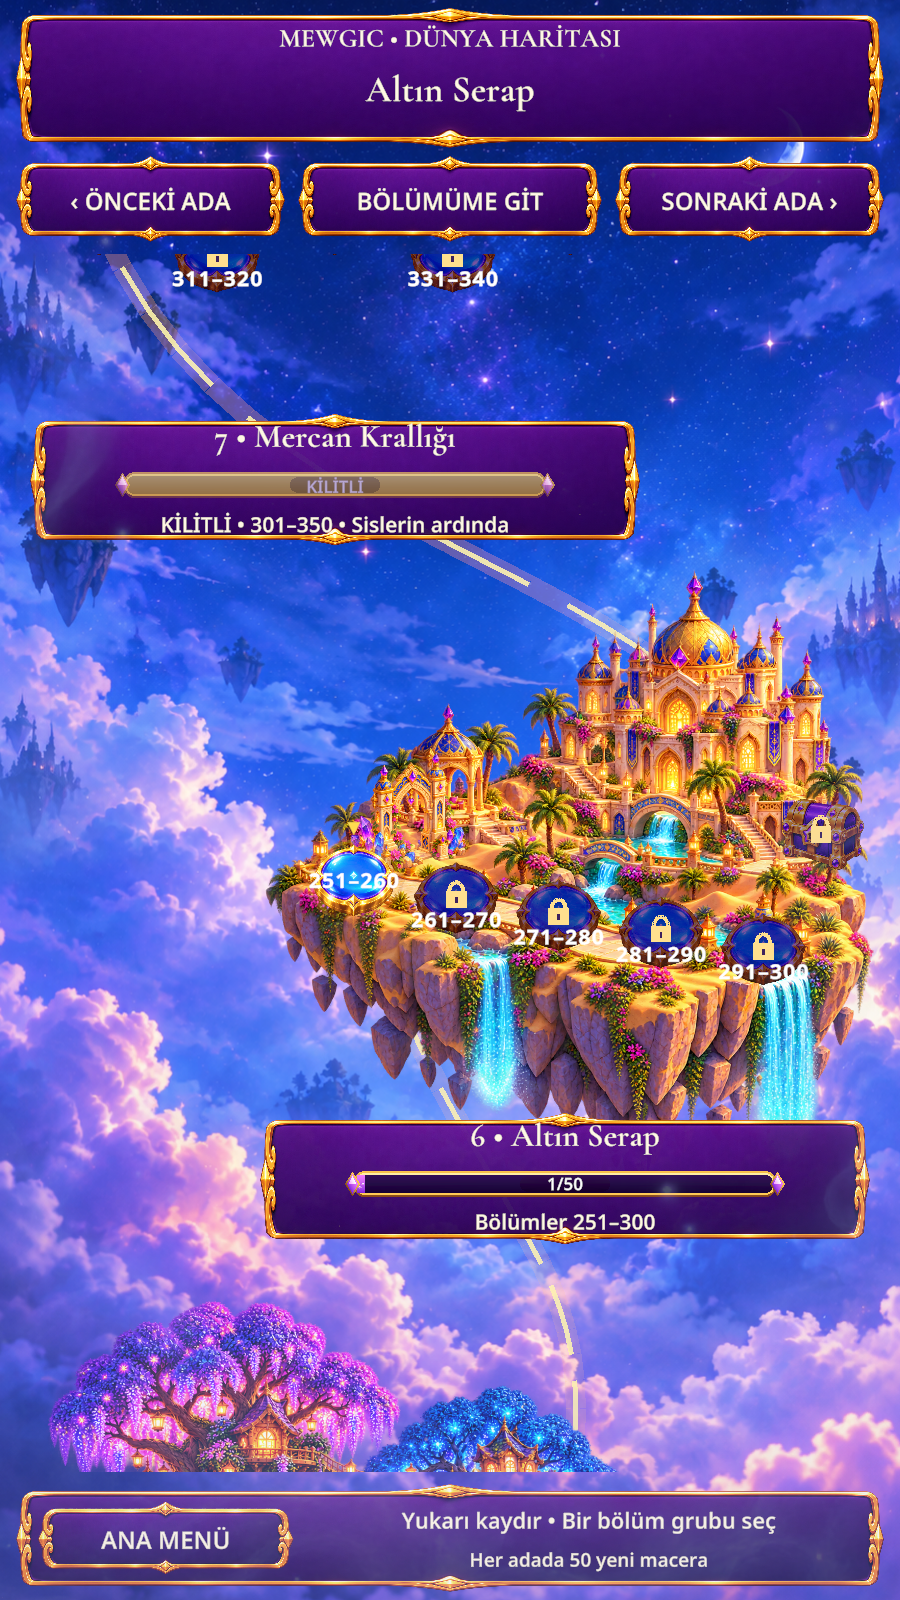 MEWGIC • DÜNYA HARİTASI
Altın Serap
‹ ÖNCEKİ ADA
BÖLÜMÜME GİT
SONRAKİ ADA ›
311–320
331–340
7 • Mercan Krallığı
KİLİTLİ
KİLİTLİ • 301–350 • Sislerin ardında
251–260
261–270
271–280
281–290
291–300
6 • Altın Serap
1/50
Bölümler 251–300
ANA MENÜ
Yukarı kaydır • Bir bölüm grubu seç
Her adada 50 yeni macera